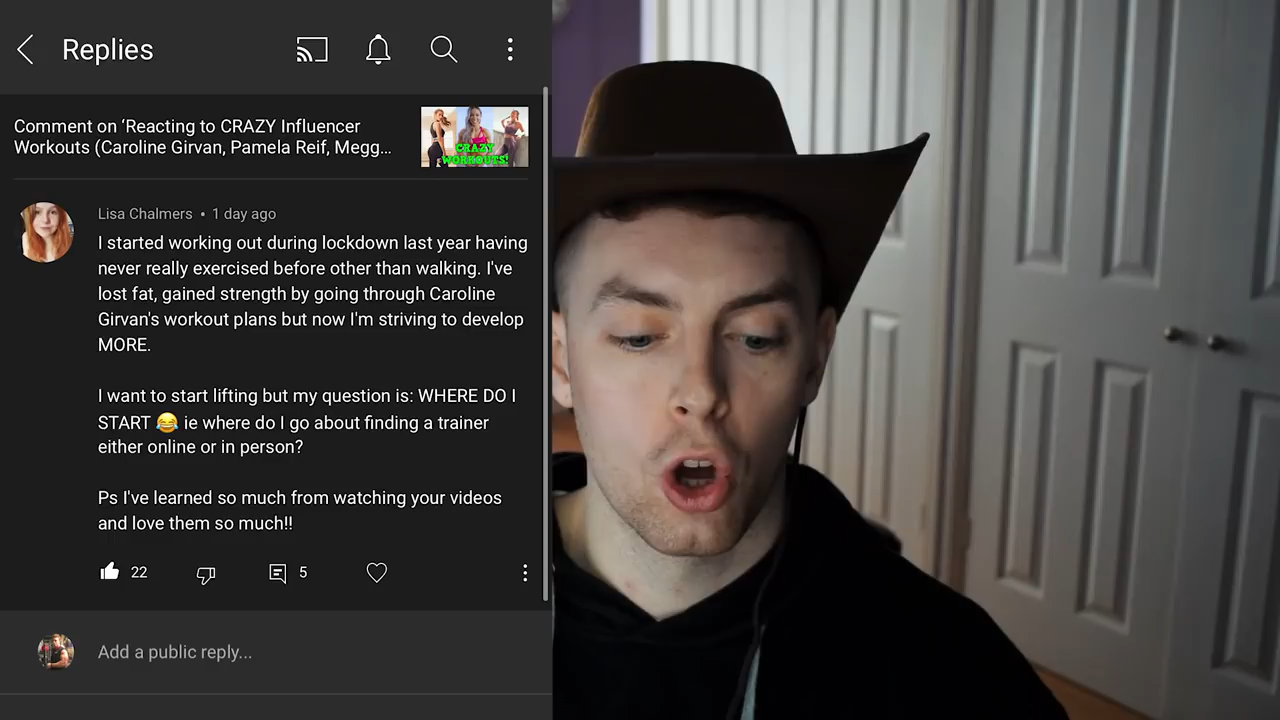 Replies
Comment on ‘Reacting to CRAZY Influencer
Workouts (Caroline Girvan, Pamela Reif, Megg...
CRAZY
WORKOUTS!
Lisa Chalmers • 1 day ago
I started working out during lockdown last year having
never really exercised before other than walking. I've
lost fat, gained strength by going through Caroline
Girvan's workout plans but now I'm striving to develop
MORE.
I want to start lifting but my question is: WHERE DO I
START 😂 ie where do I go about finding a trainer
either online or in person?
Ps I've learned so much from watching your videos
and love them so much!!
22
5
Add a public reply...